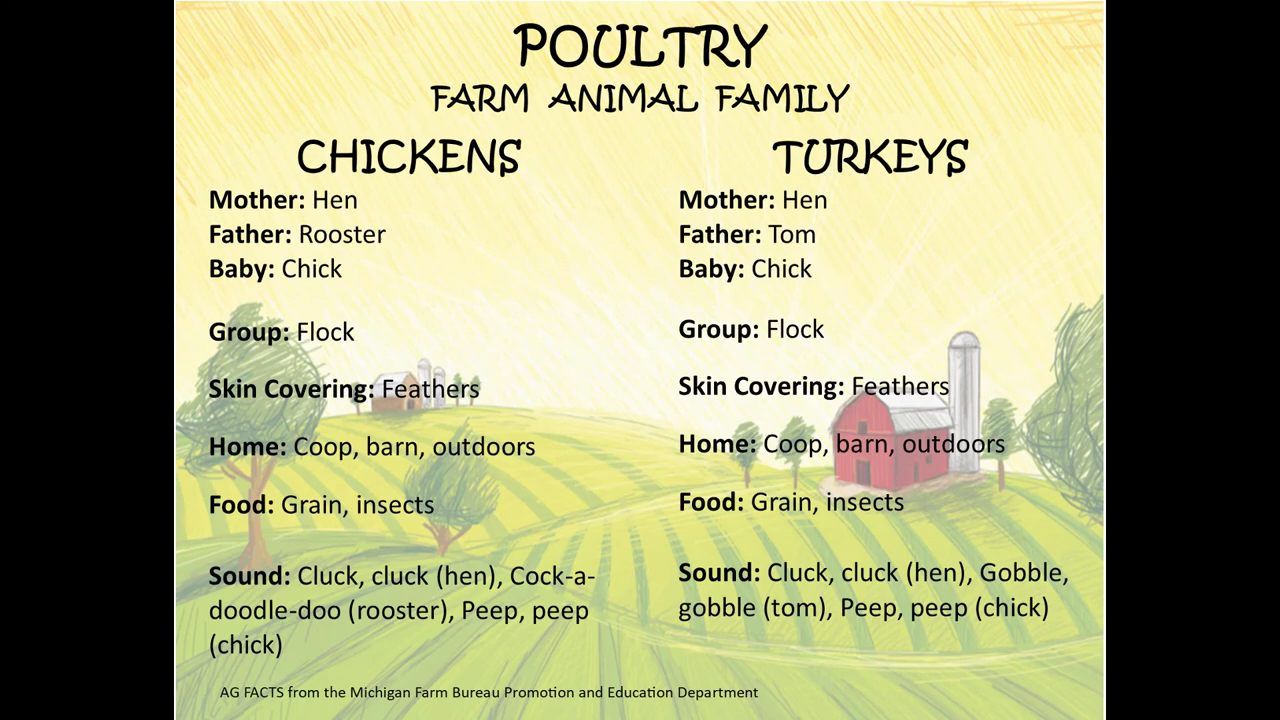 POULTRY
FARM ANIMAL FAMILY
CHICKENS
Mother: Hen
Father: Rooster
Baby: Chick
Group: Flock
Skin Covering: Feathers
Home: Coop, barn, outdoors
Food: Grain, insects
Sound: Cluck, cluck (hen), Cock-a-
doodle-doo (rooster), Peep, peep
(chick)
TURKEYS
Mother: Hen
Father: Tom
Baby: Chick
Group: Flock
Skin Covering: Feathers
Home: Coop, barn, outdoors
Food: Grain, insects
Sound: Cluck, cluck (hen), Gobble,
gobble (tom), Peep, peep (chick)
AG FACTS from the Michigan Farm Bureau Promotion and Education Department